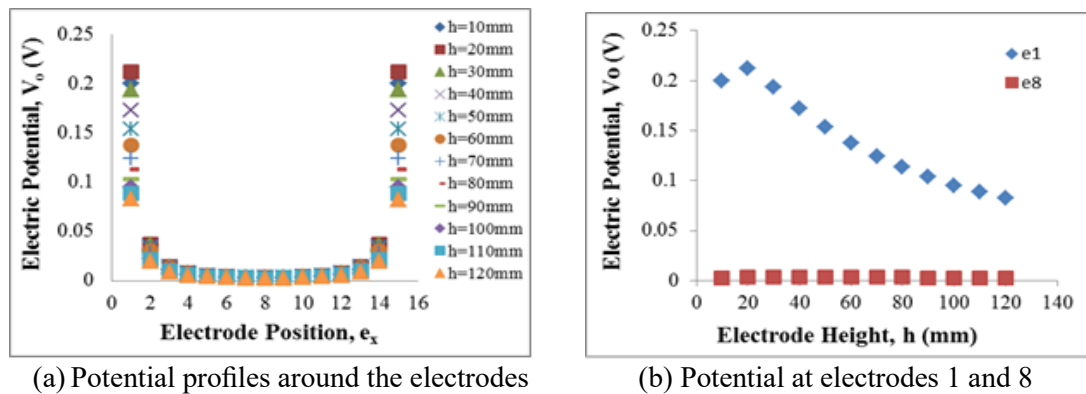 0.25
0.2
0.15
0.1
0.05
0
0 2 4 6 8 10 12 14 16
Electric Potential, Vₒ (V)
Electrode Position, eₓ
h=10mm
h=20mm
h=30mm
h=40mm
h=50mm
h=60mm
h=70mm
h=80mm
h=90mm
h=100mm
h=110mm
h=120mm
(a) Potential profiles around the electrodes
0.25
0.2
0.15
0.1
0.05
0
0 20 40 60 80 100 120 140
Electric Potential, Vo (V)
Electrode Height, h (mm)
e1
e8
(b) Potential at electrodes 1 and 8